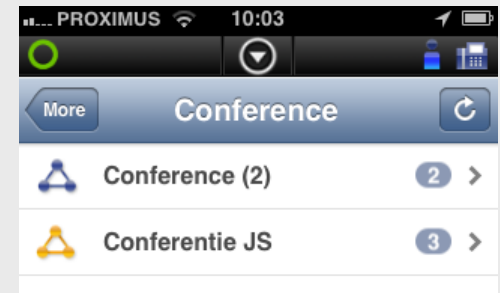 PROXIMUS 10:03
More Conference
Conference (2) 2
Conferentie JS 3